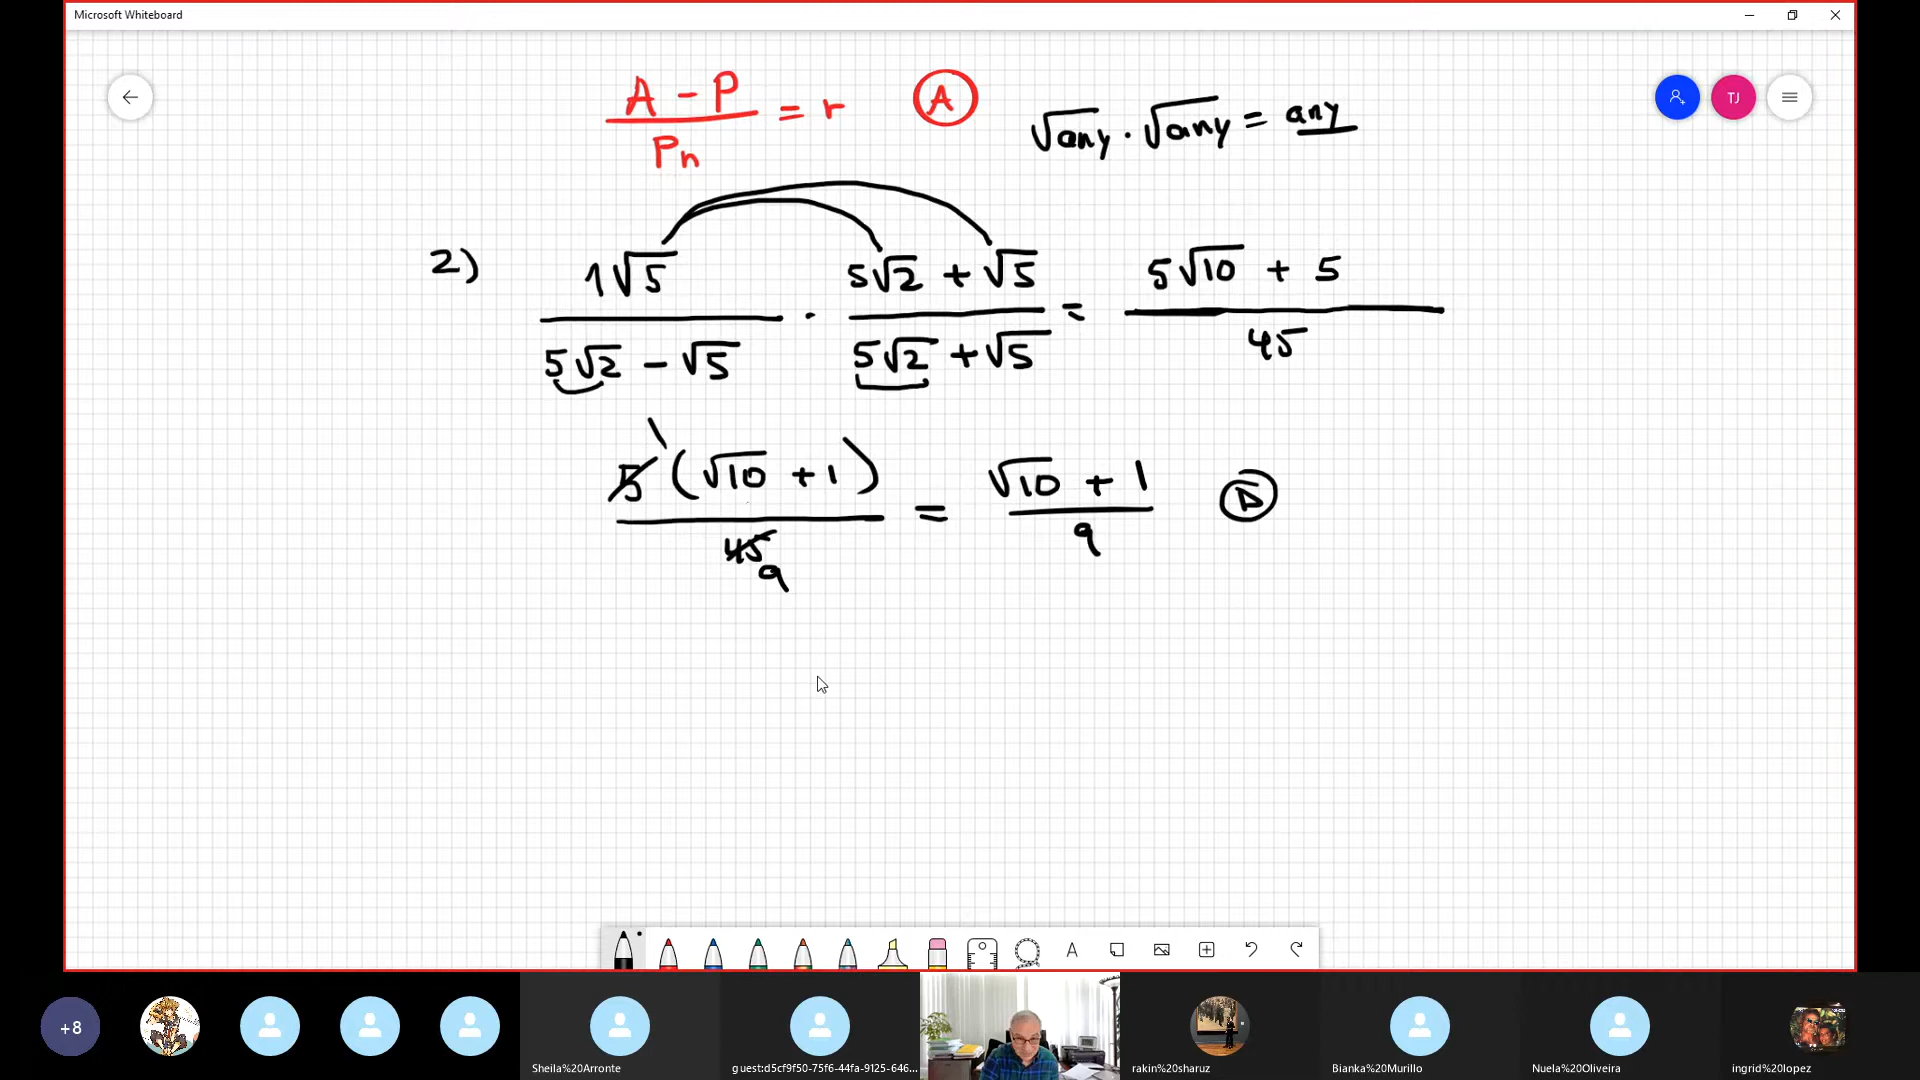 Microsoft Whiteboard
A - P / Pn = r (A)
√any · √any = any
TJ
2) 1√5 / 5√2 - √5 · 5√2 + √5 / 5√2 + √5 = 5√10 + 5 / 45
1
5 (√10 + 1) / 45 = √10 + 1 / 9
9
A
+8
Sheila%20Arronte
guest:d5cf9f50-75f6-44fa-9125-646...
rakin%20sharuz
Bianka%20Murillo
Nuela%20Oliveira
ingrid%20lopez